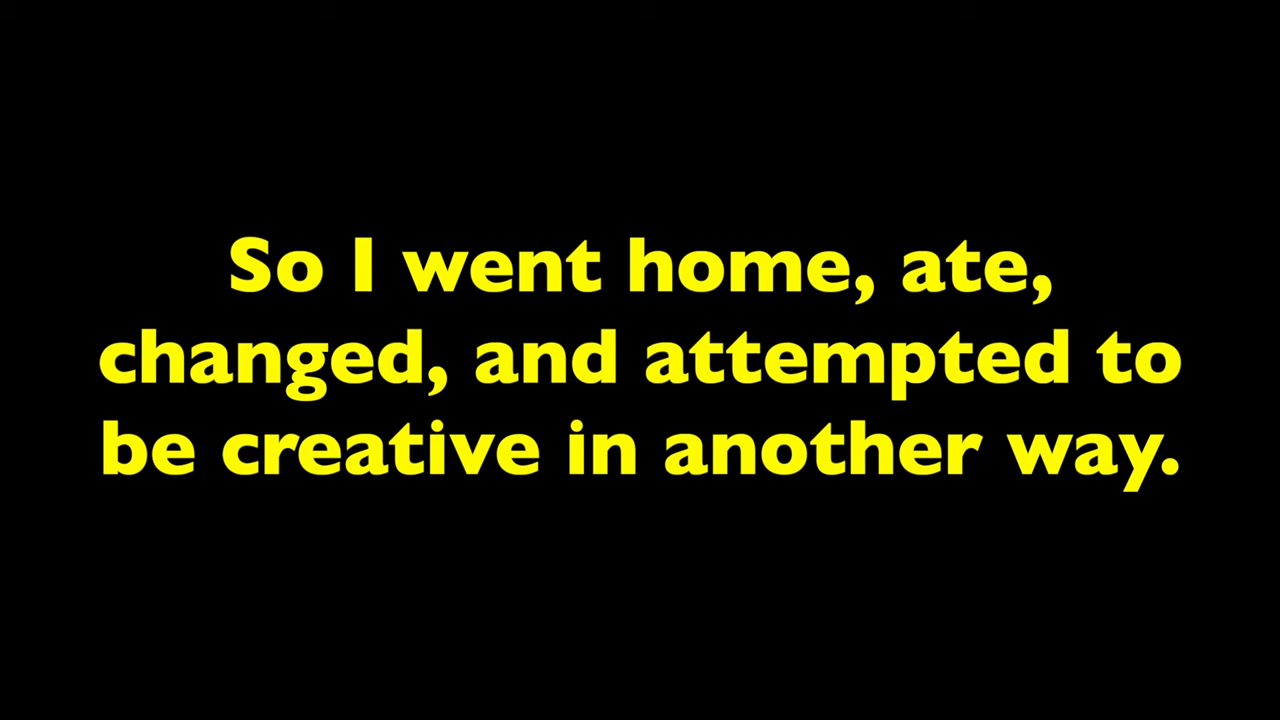 So I went home, ate,
changed, and attempted to
be creative in another way.